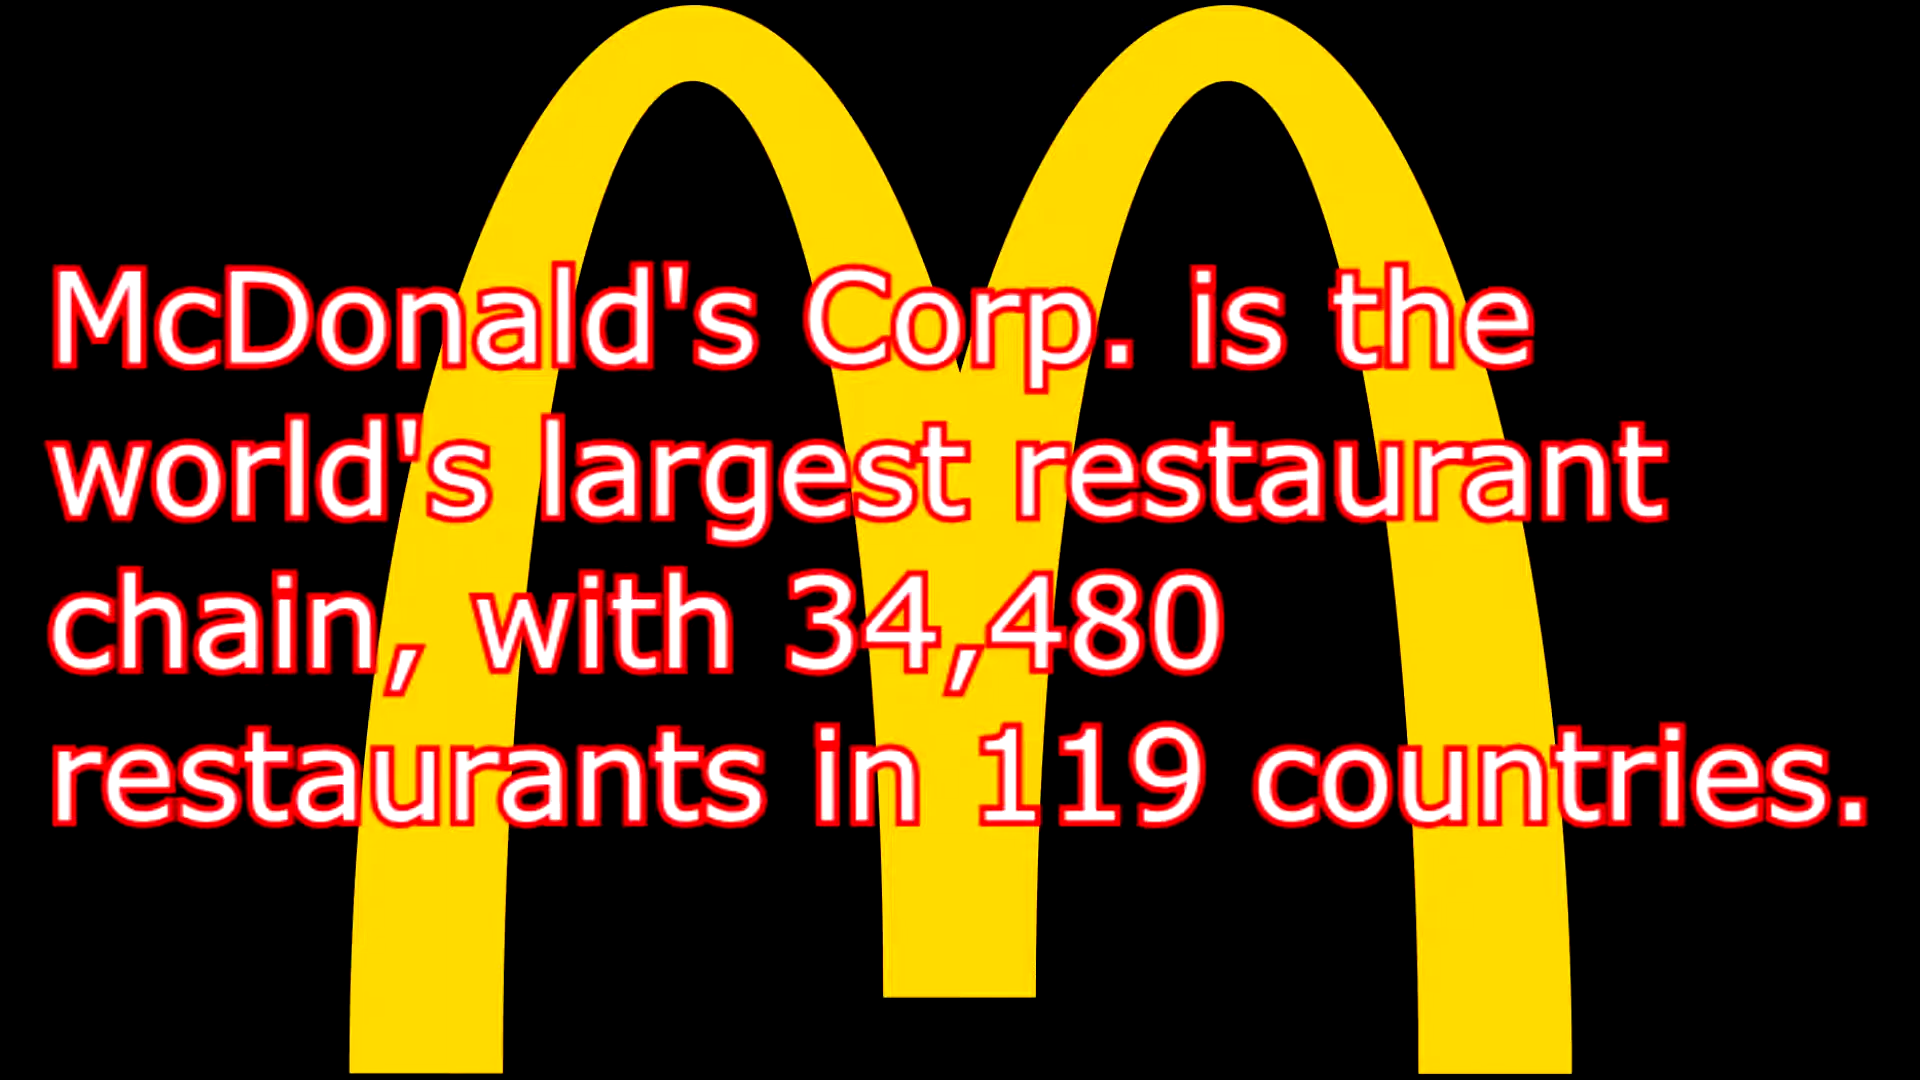 McDonald's Corp. is the
world's largest restaurant
chain, with 34,480
restaurants in 119 countries.